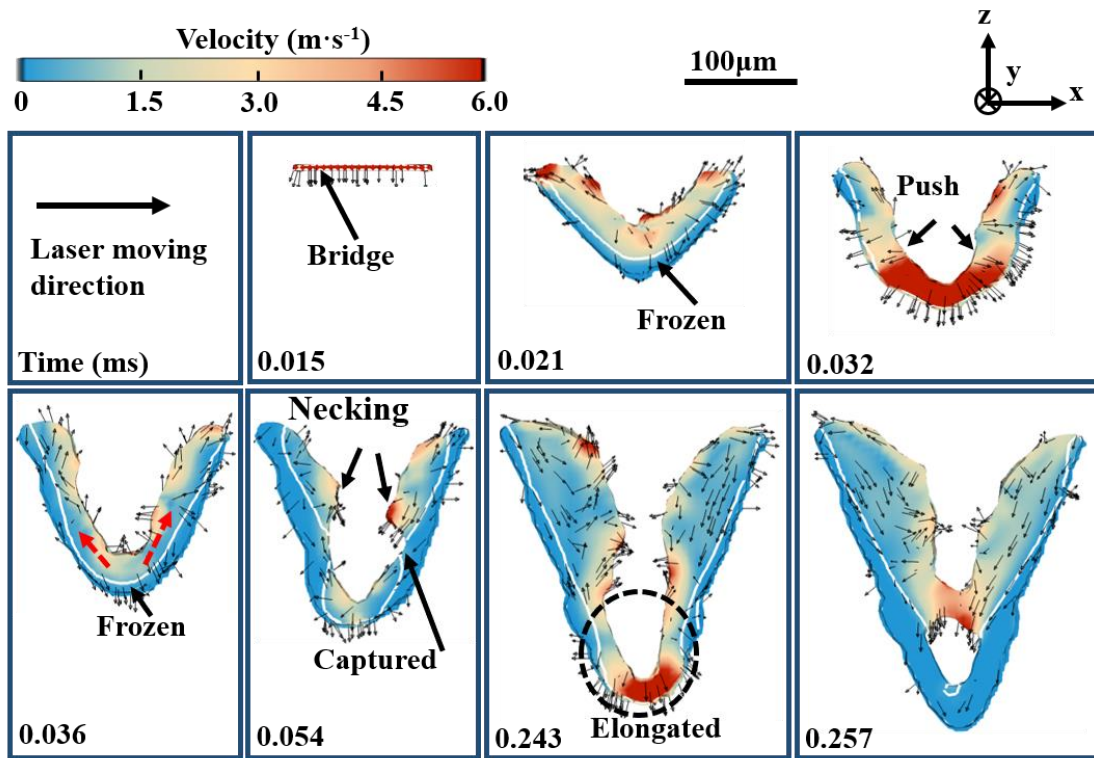 Velocity (m·s⁻¹)
0 1.5 3.0 4.5 6.0
100μm
z
y
x
Laser moving
direction
Time (ms)
Bridge
0.015
Frozen
0.021
Push
0.032
Frozen
0.036
Necking
Captured
0.054
Elongated
0.243
0.257